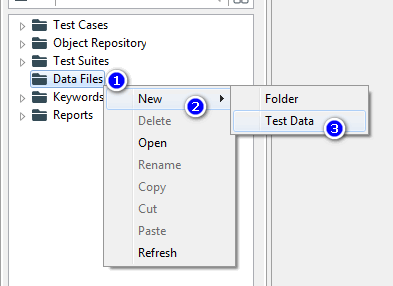 Test Cases
Object Repository
Test Suites
Data Files 1
Keywords
Reports
New 2
Delete
Open
Rename
Copy
Cut
Paste
Refresh
Folder
Test Data 3